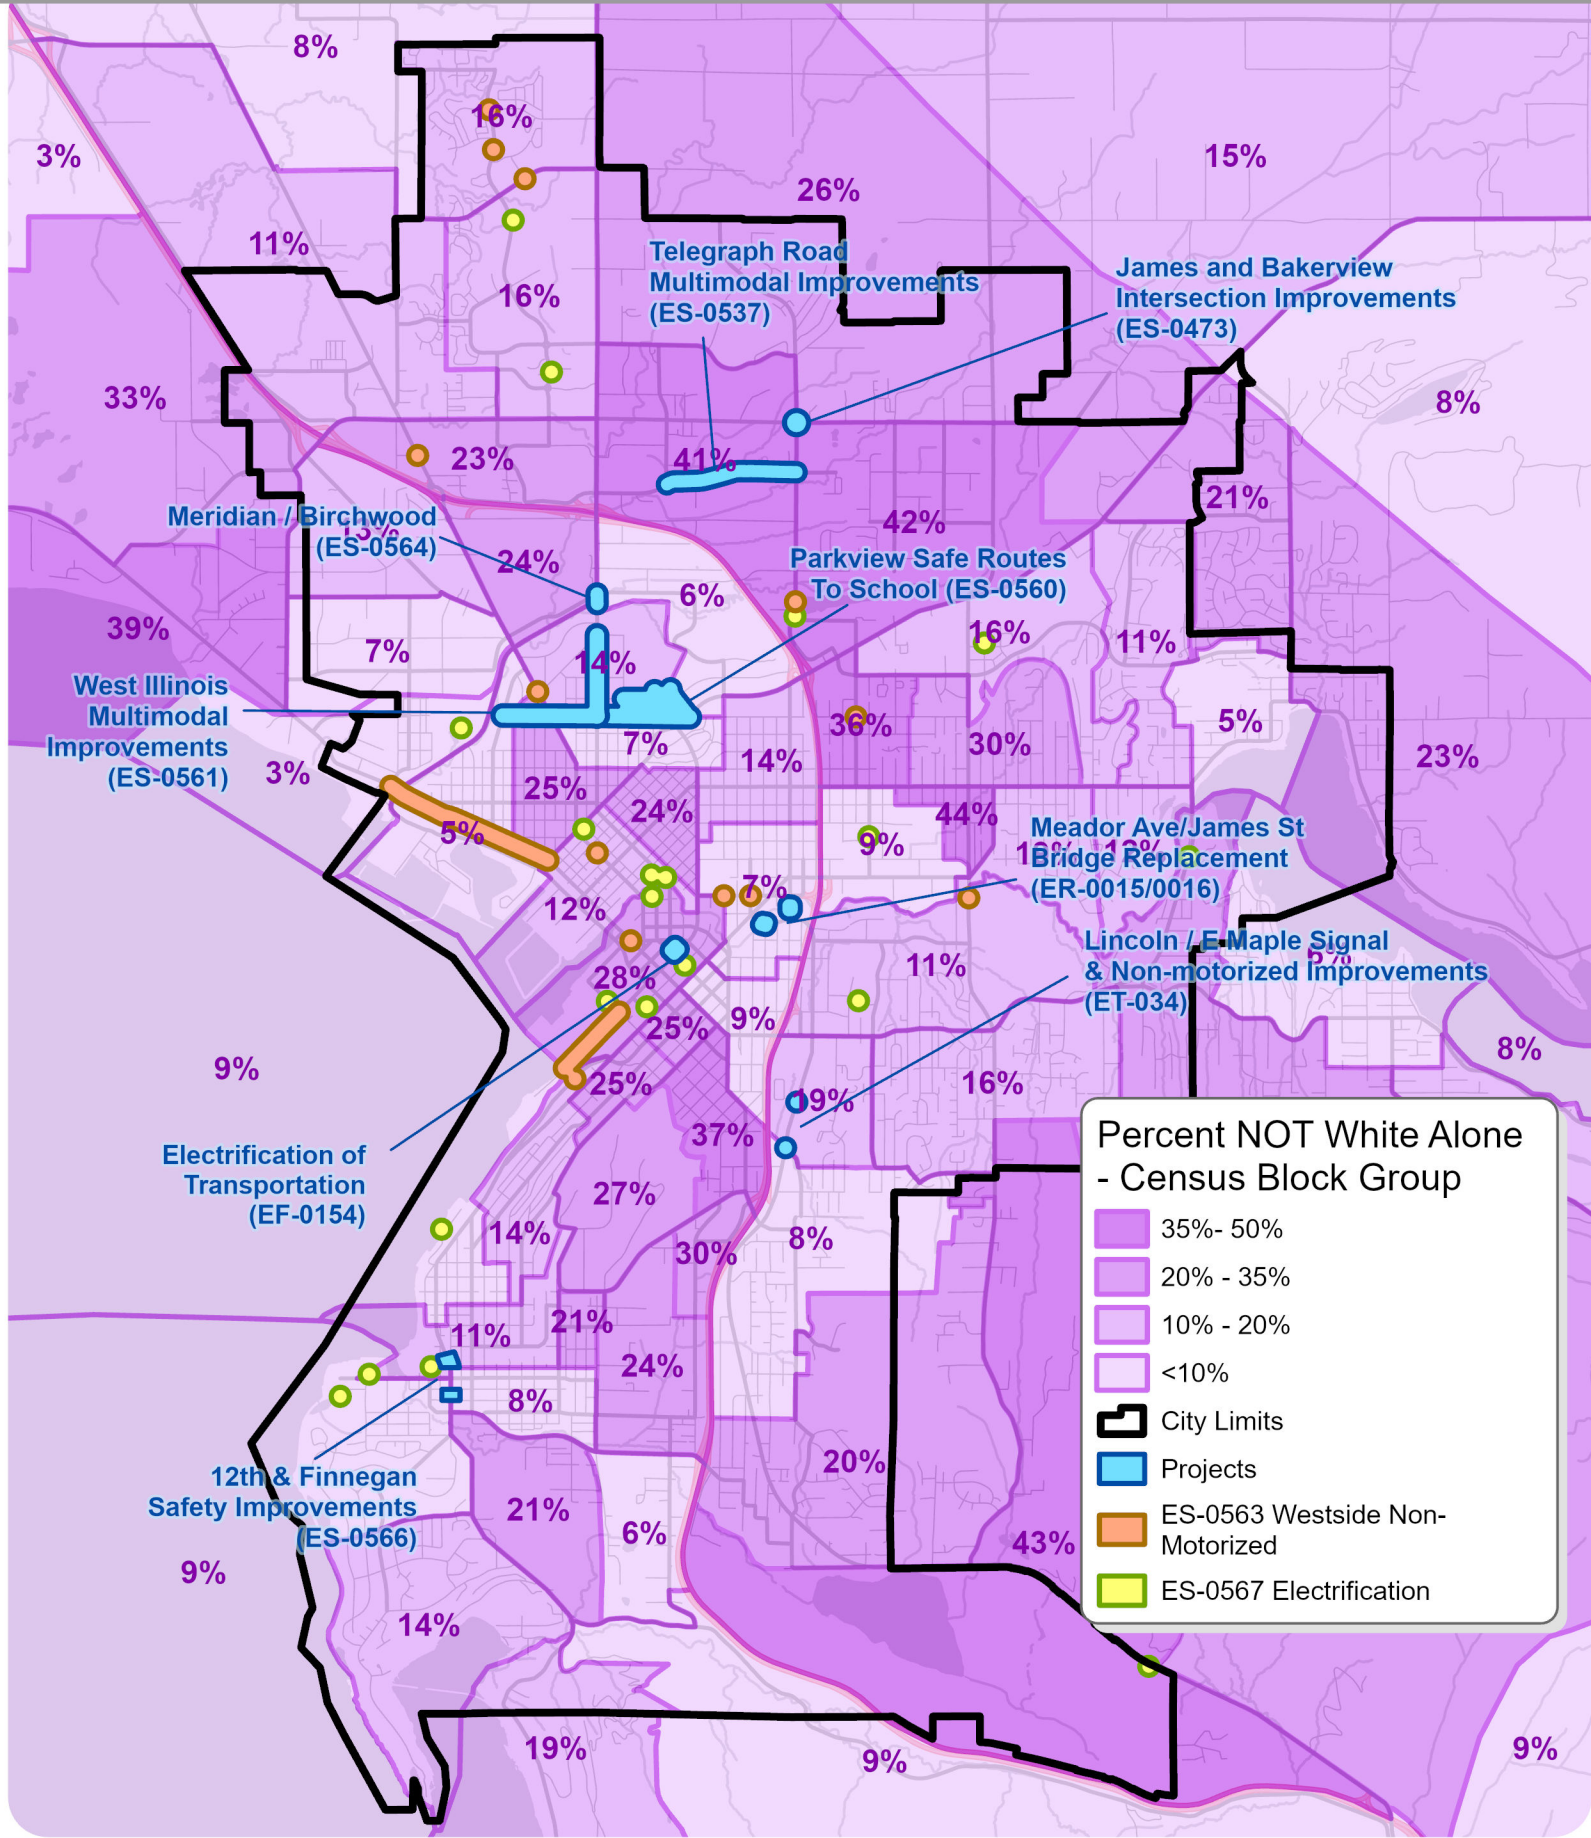 8%
16%
3%
15%
26%
11%
Telegraph Road
Multimodal Improvements
(ES-0537)
James and Bakerview
Intersection Improvements
(ES-0473)
16%
33%
8%
23%
41%
21%
Meridian / Birchwood
(ES-0564)
42%
24%
Parkview Safe Routes
To School (ES-0560)
6%
39%
7%
14%
16%
11%
West Illinois
Multimodal
Improvements
(ES-0561)
36%
5%
7%
30%
14%
23%
3%
25%
24%
44%
5%
9%
Meador Ave/James St
Bridge Replacement
(ER-0015/0016)
7%
12%
Lincoln / E Maple Signal
& Non-motorized Improvements
(ET-034)
28%
11%
25%
9%
8%
9%
25%
19%
16%
37%
Electrification of
Transportation
(EF-0154)
27%
14%
30%
8%
11%
21%
24%
8%
20%
12th & Finnegan
Safety Improvements
(ES-0566)
21%
6%
43%
9%
14%
19%
9%
9%
Percent NOT White Alone
- Census Block Group
35%- 50%
20% - 35%
10% - 20%
<10%
City Limits
Projects
ES-0563 Westside Non-
Motorized
ES-0567 Electrification